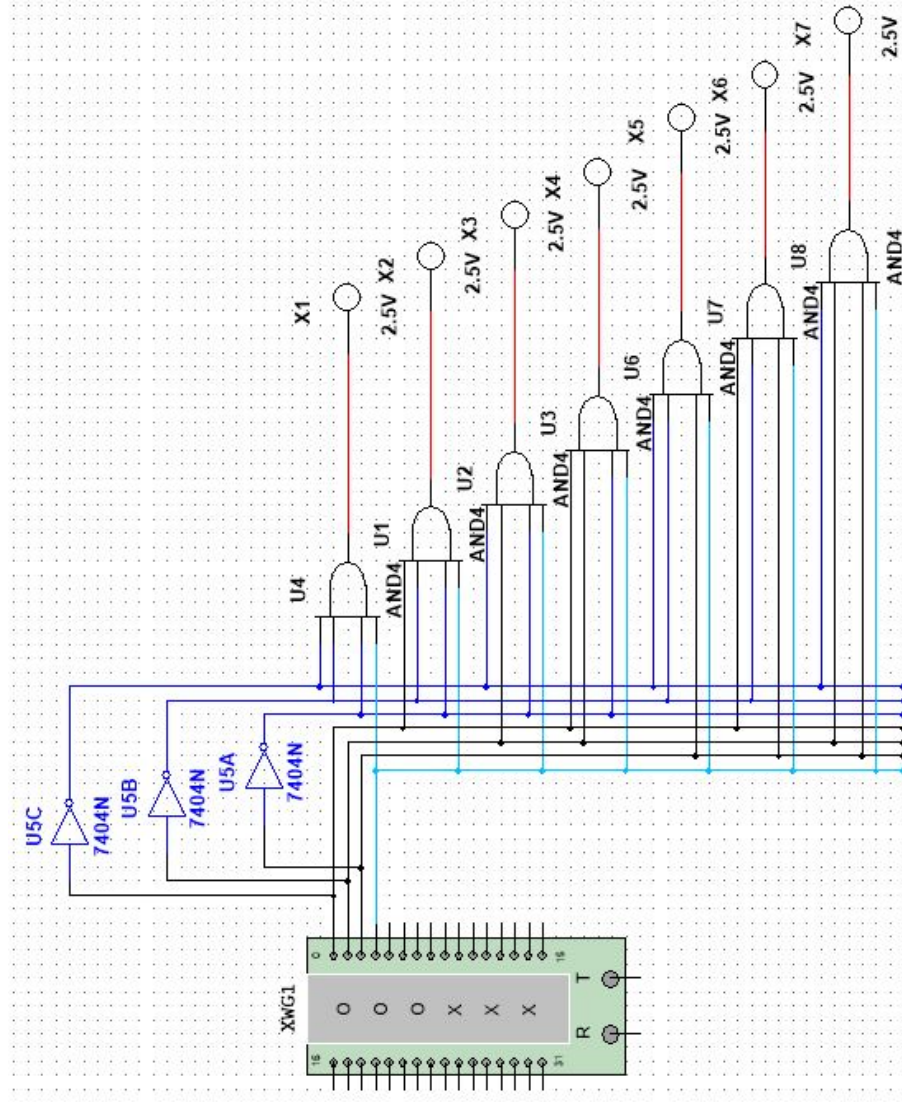 U5C
7404N
U5B
7404N
U5A
7404N
XWG1
U4
X1
16
0
O
O
O
X
X
X
31
R
T
AND4
2.5V
U1
X2
AND4
2.5V
U2
X3
AND4
2.5V
U3
X4
AND4
2.5V
U6
X5
AND4
2.5V
U7
X6
AND4
2.5V
U8
X7
AND4
2.5V